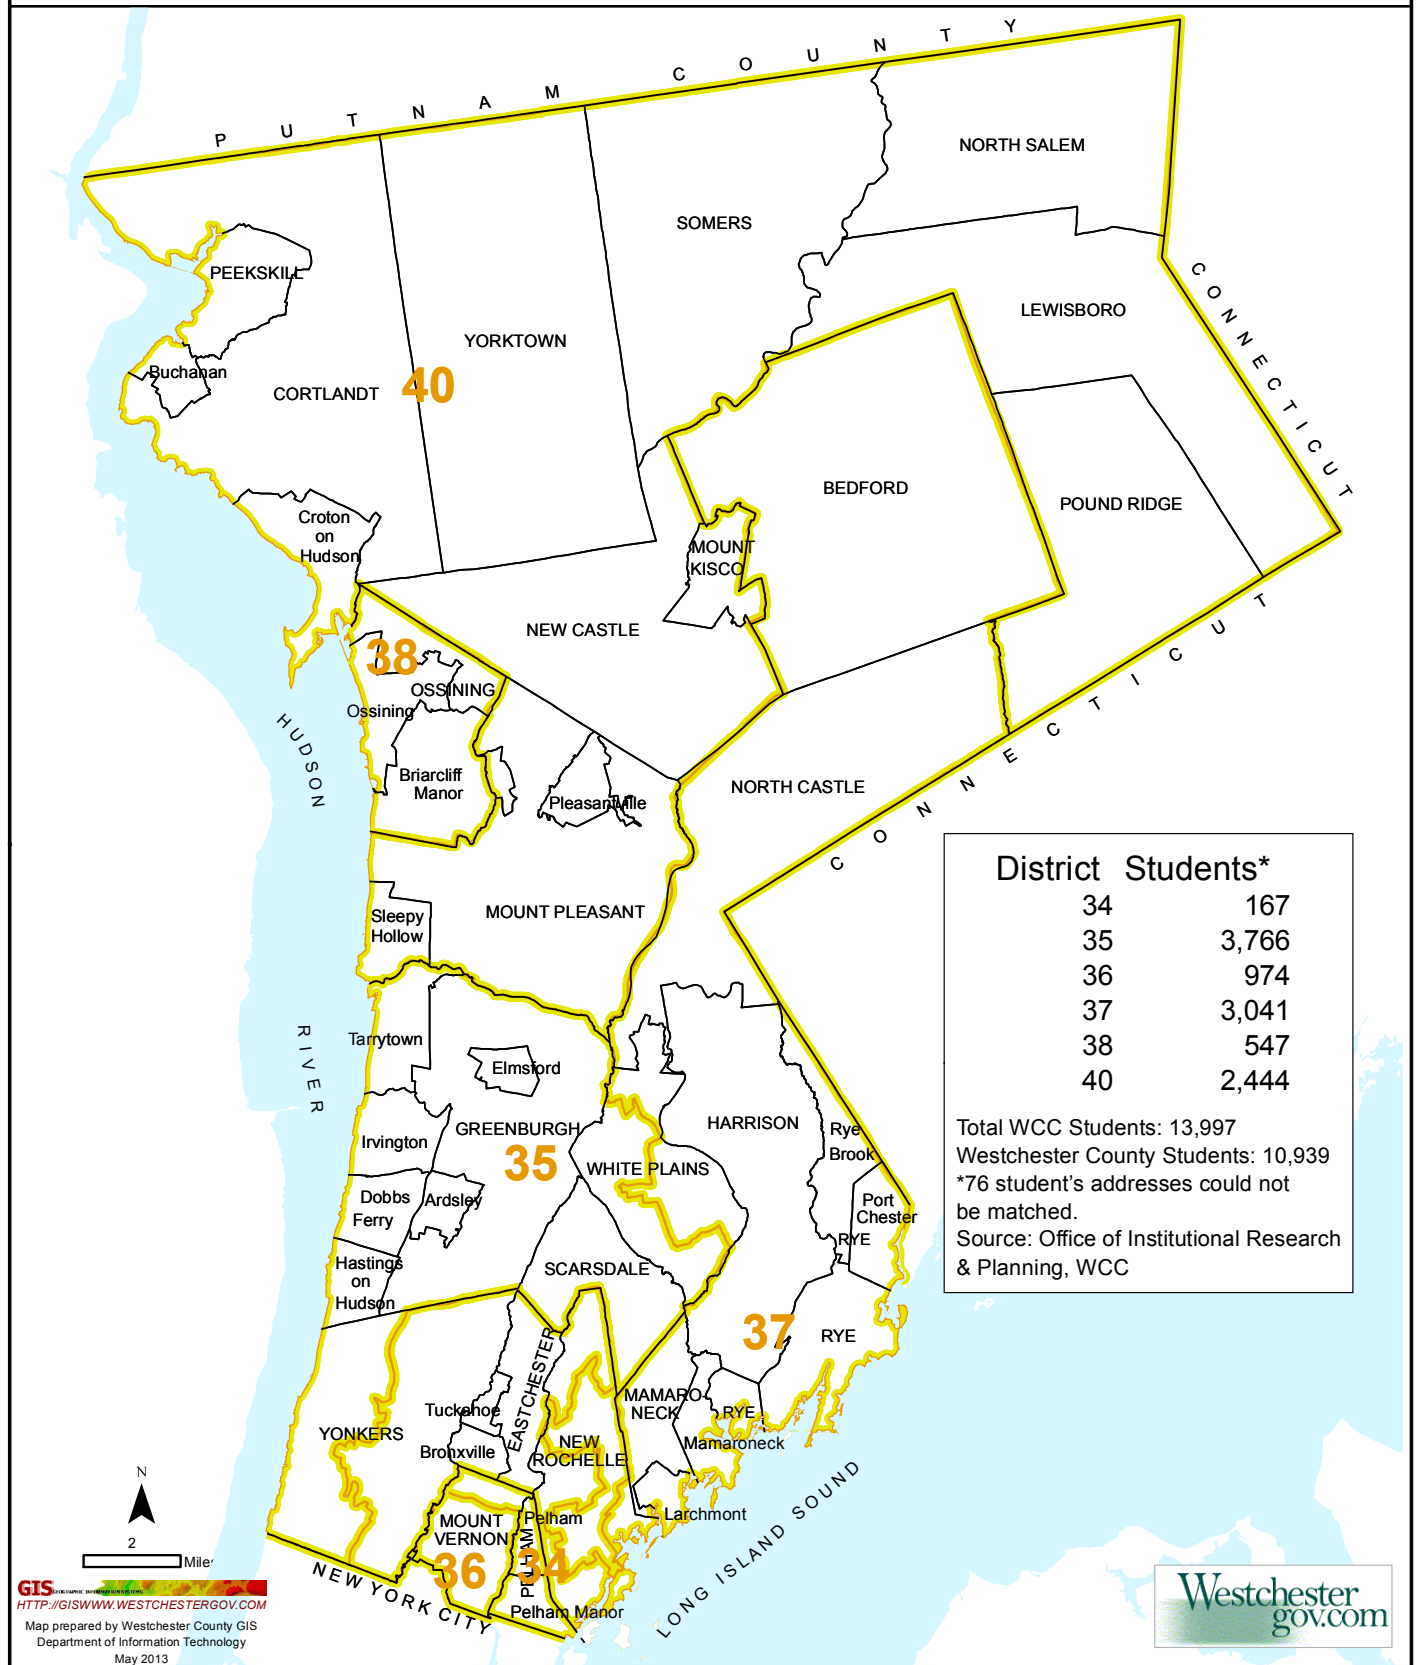 PUTNAM COUNTY
NORTH SALEM
SOMERS
PEEKSKILL
CONNECTICUT
LEWISBORO
YORKTOWN
Buchanan
CORTLANDT
40
BEDFORD
POUND RIDGE
Croton
on
Hudson
MOUNT
KISCO
NEW CASTLE
38
OSSINING
Ossining
HUDSON
Briarcliff
Manor
Pleasantville
NORTH CASTLE
CONNECTICUT
Sleepy
Hollow
MOUNT PLEASANT
District Students*
34 167
35 3,766
36 974
37 3,041
38 547
40 2,444
Total WCC Students: 13,997
Westchester County Students: 10,939
*76 student's addresses could not
be matched.
Source: Office of Institutional Research
& Planning, WCC
RIVER
Tarrytown
Elmsford
GREENBURGH
HARRISON
Rye
Brook
Irvington
35
WHITE PLAINS
Dobbs
Ferry
Ardsley
Port
Chester
RYE
Hastings
on
Hudson
SCARSDALE
37
RYE
EASTCHESTER
MAMARO-
NECK
RYE
Tuckahoe
YONKERS
Bronxville
NEW
ROCHELLE
Mamaroneck
Larchmont
LONG ISLAND SOUND
MOUNT
VERNON
Pelham
PELHAM
36
34
Pelham Manor
NEW YORK CITY
N
2
Miles
GIS GEOGRAPHIC INFORMATION SYSTEMS
HTTP://GISWWW.WESTCHESTERGOV.COM
Map prepared by Westchester County GIS
Department of Information Technology
May 2013
Westchester
gov.com